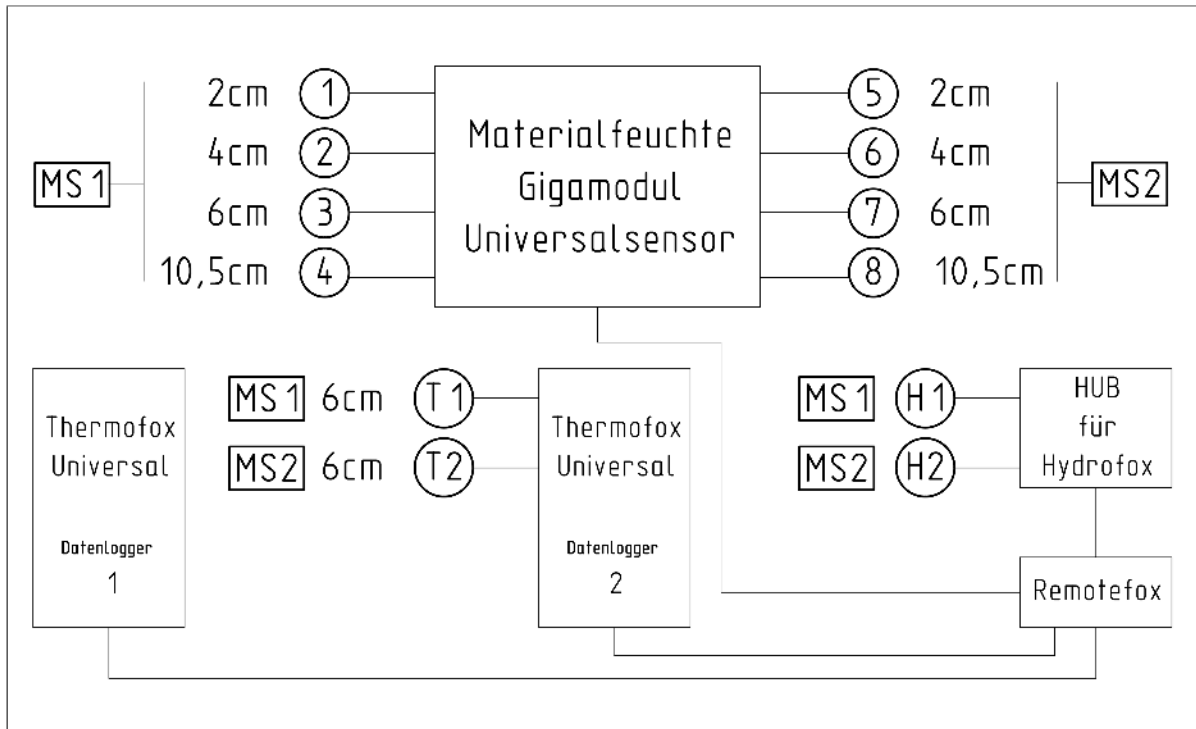 2cm 1
4cm 2
6cm 3
10,5cm 4
MS1
Materialfeuchte
Gigamodul
Universalsensor
5 2cm
6 4cm
7 6cm
8 10,5cm
MS2
Thermofox
Universal
Datenlogger
1
MS1 6cm T1
MS2 6cm T2
Thermofox
Universal
Datenlogger
2
MS1 H1
MS2 H2
HUB
für
Hydrofox
Remotefox